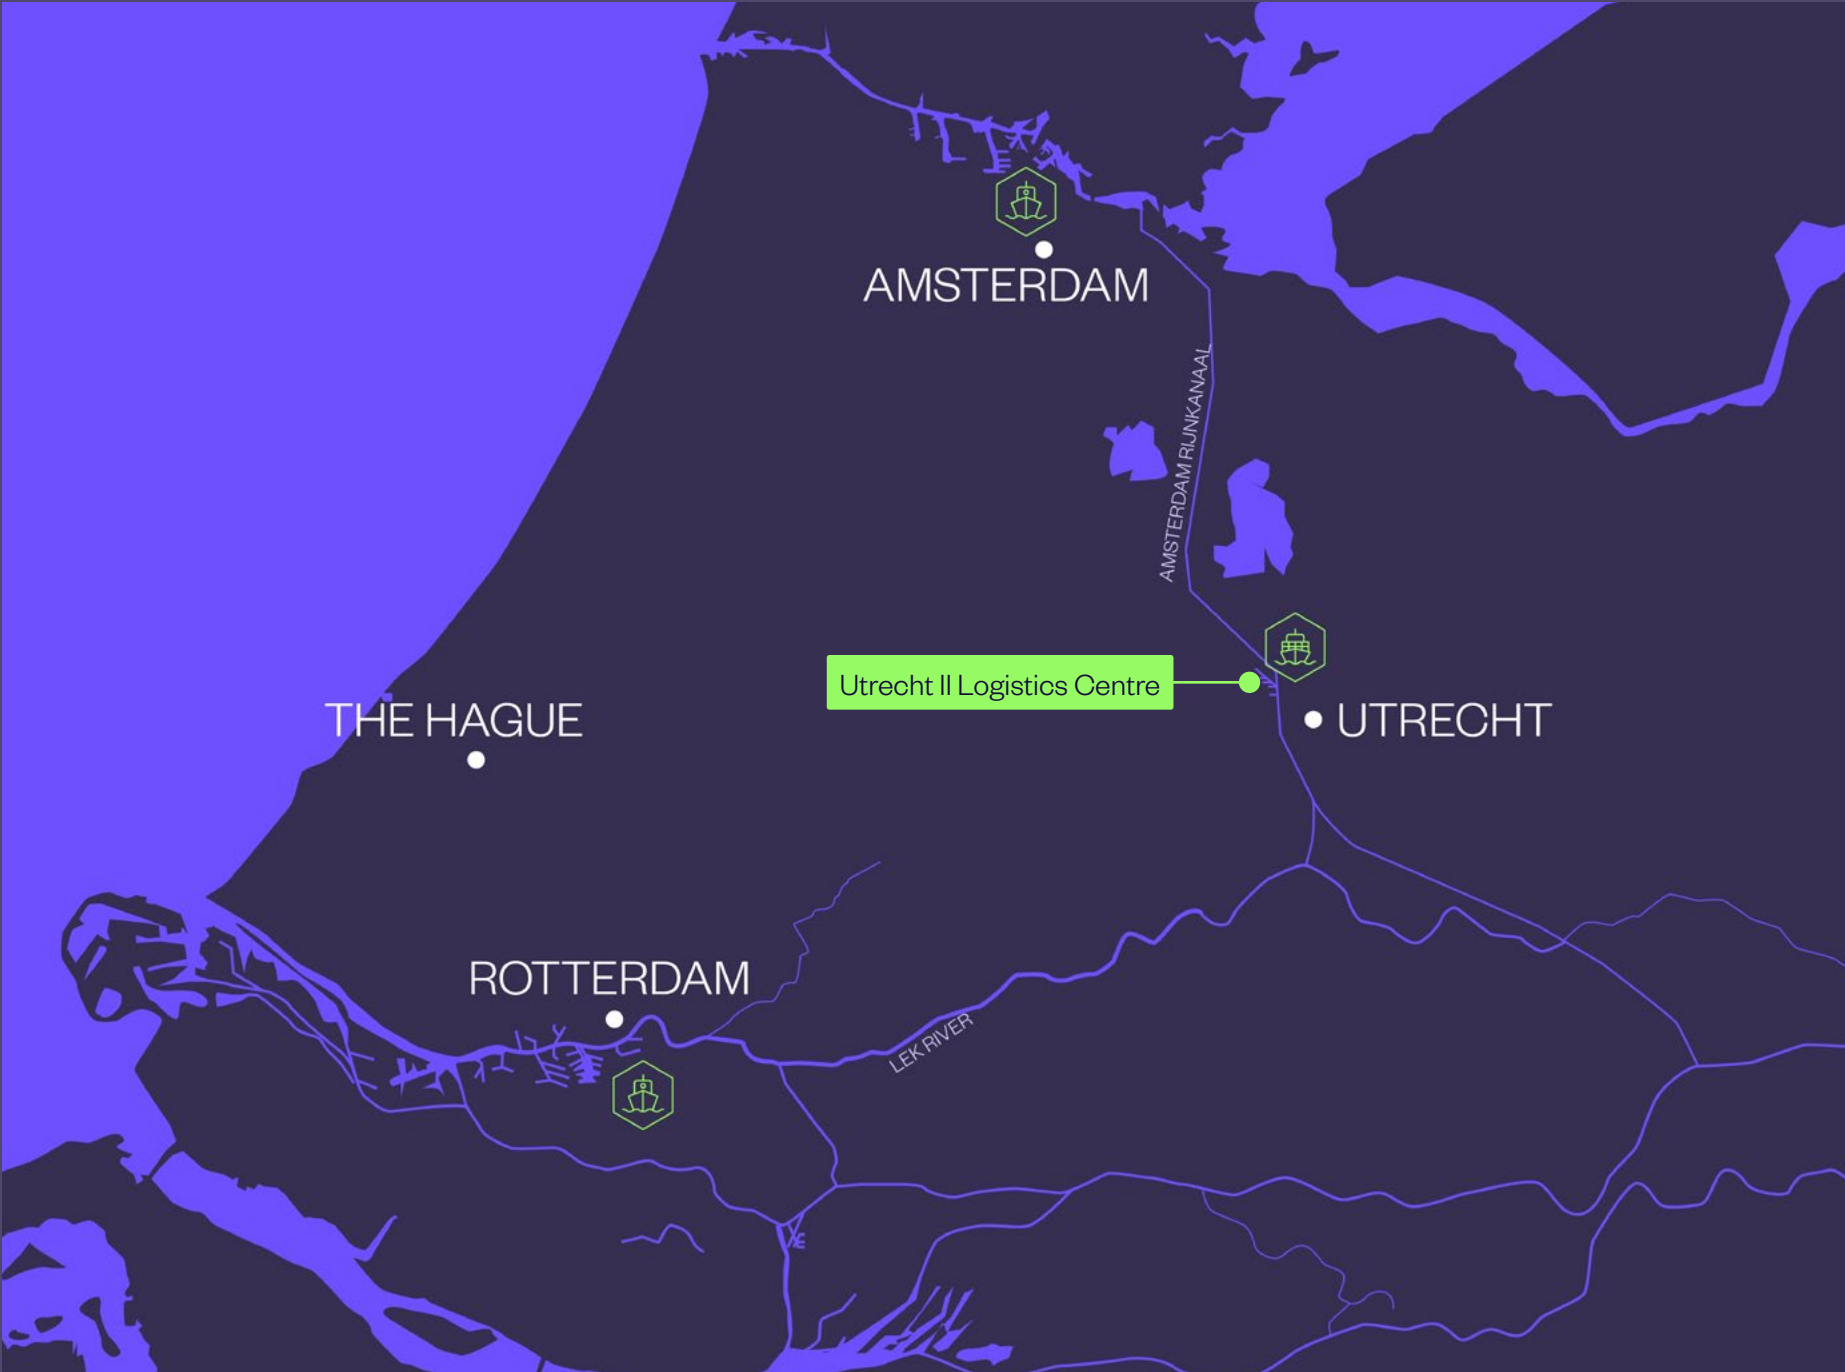 AMSTERDAM
AMSTERDAM RIJNKANAAL
Utrecht II Logistics Centre
THE HAGUE
UTRECHT
ROTTERDAM
LEK RIVER